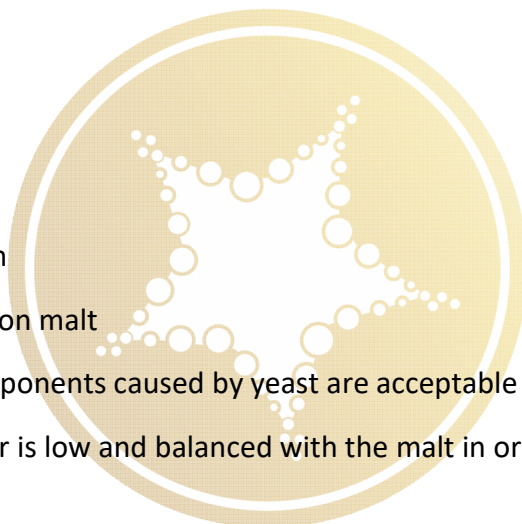 on malt
ponents caused by yeast are acceptable
r is low and balanced with the malt in or